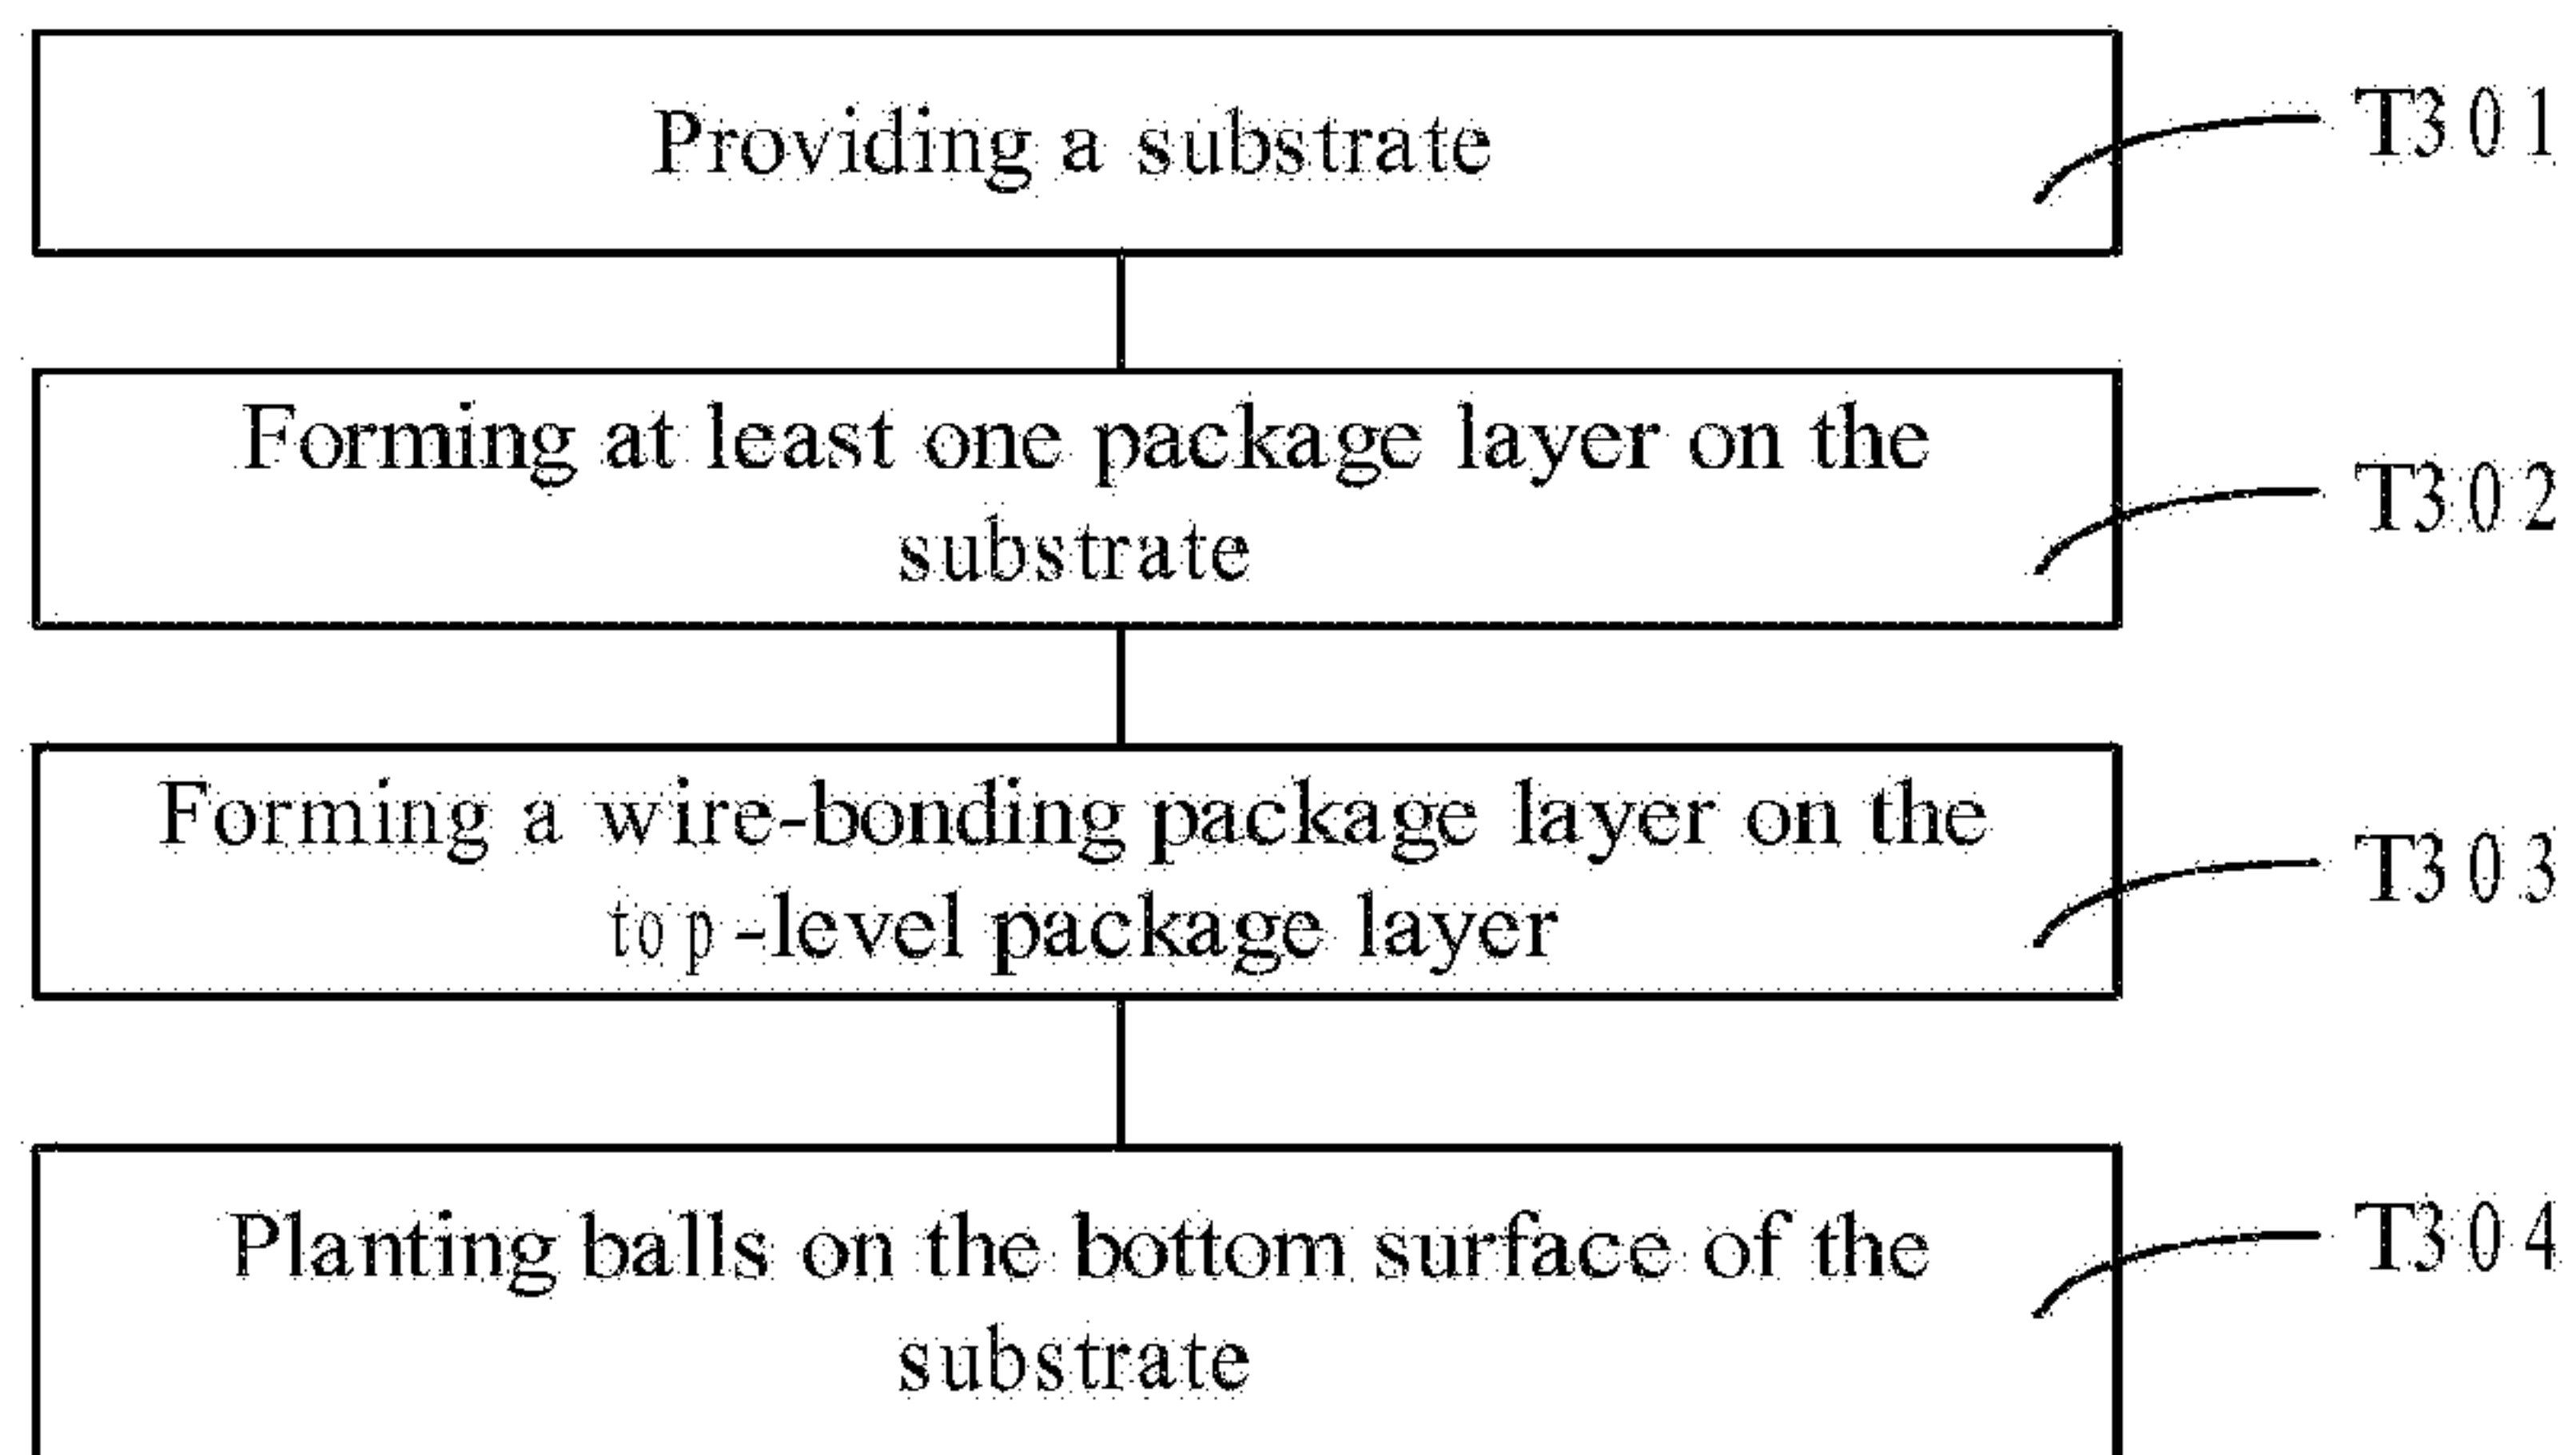 Providing a substrate
T301
Forming at least one package layer on the
substrate
T302
Forming a wire-bonding package layer on the
top-level package layer
T303
Planting balls on the bottom surface of the
substrate
T304